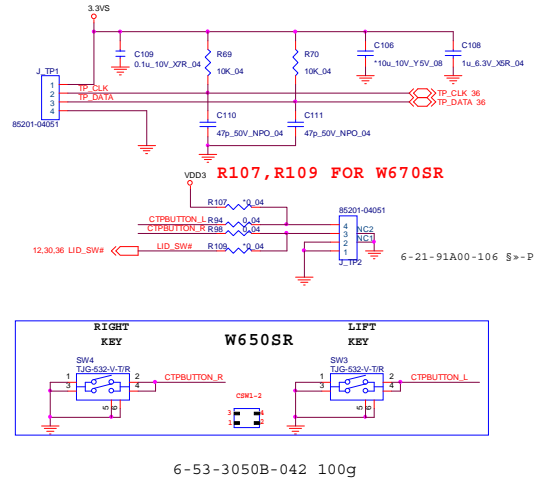 3.3VS
C109
0.1u_10V_X7R_04
R69
10K_04
R70
10K_04
C106
*10u_10V_Y5V_08
C108
1u_6.3V_X5R_04
J_TP1
1
2
3
4
TP_CLK
TP_DATA
TP_CLK 36
TP_DATA 36
85201-04051
C110
47p_50V_NPO_04
C111
47p_50V_NPO_04
R107,R109 FOR W670SR
VDD3
R107 *0_04
CTPBUTTON_L R94 0_04
CTPBUTTON_R R98 0_04
12,30,36 LID_SW# LID_SW# R109 *0_04
85201-04051
4
3
2
1
NC2
NC1
J_TP2
6-21-91A00-106 §»-P
RIGHT
KEY
W650SR
LIFT
KEY
SW4
TJG-532-V-T/R
1
3
2
4
5
6
CTPBUTTON_R
CSW1-2
3
4
1
2
SW3
TJG-532-V-T/R
1
3
2
4
5
6
CTPBUTTON_L
6-53-3050B-042 100g